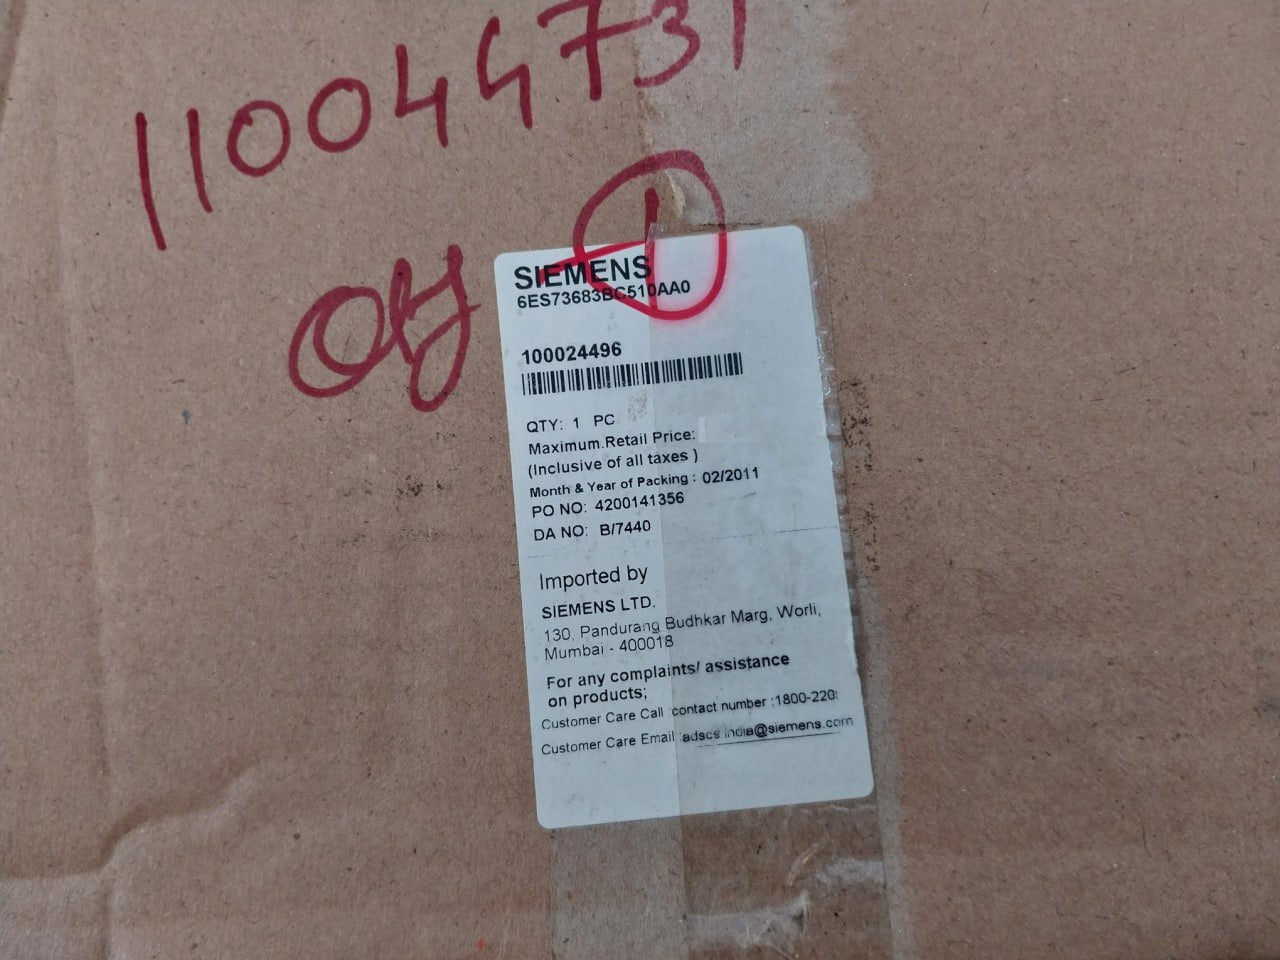 110044731
1
SIEMENS
6ES73683BC510AA0
100024496
QTY: 1 PC
Maximum Retail Price:
(Inclusive of all taxes )
Month & Year of Packing : 02/2011
PO NO: 4200141356
DA NO: B/7440
Imported by
SIEMENS LTD.
130, Pandurang Budhkar Marg, Worli,
Mumbai - 400018
For any complaints/ assistance
on products;
Customer Care Call contact number :1800-220
Customer Care Email :adscs.india@siemens.com